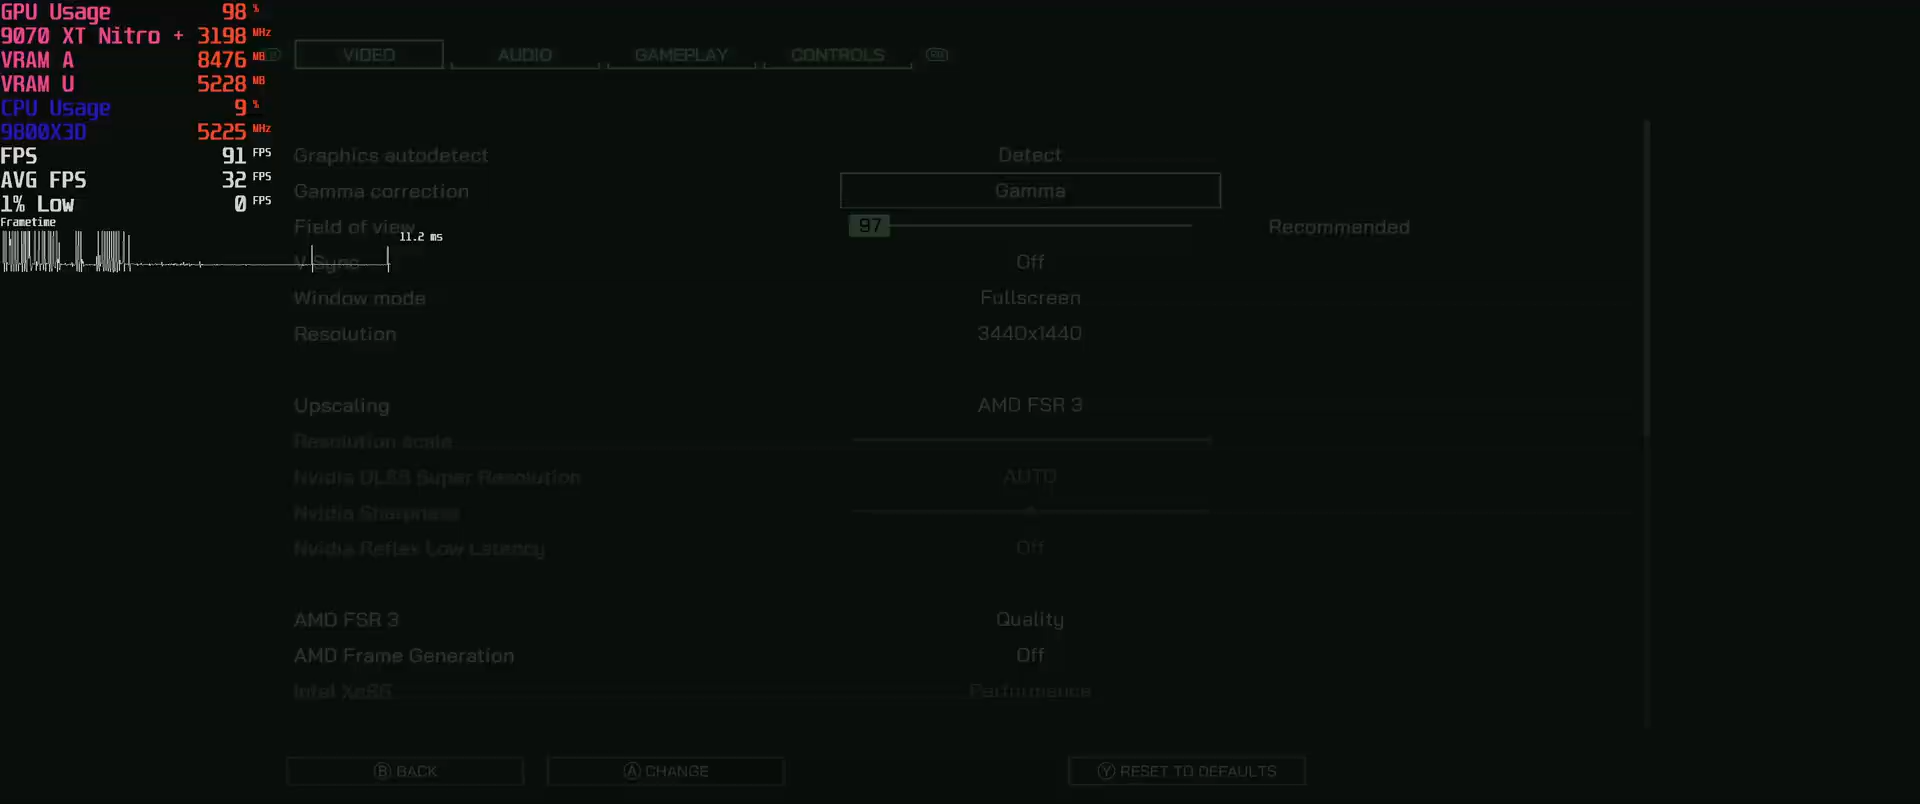 GPU Usage 98 %
9070 XT Nitro + 3198 MHz
VRAM A 8476 MB
VRAM U 5228 MB
CPU Usage 9 %
9800X3D 5225 MHz
FPS 91 FPS
AVG FPS 32 FPS
1% Low 0 FPS
Frametime
11.2 ms
VIDEO AUDIO GAMEPLAY CONTROLS
Graphics autodetect Detect
Gamma correction Gamma
Field of view 97 Recommended
V Sync Off
Window mode Fullscreen
Resolution 3440x1440
Upscaling AMD FSR 3
Resolution scale
Nvidia DLSS Super Resolution AUTO
Nvidia Sharpness
Nvidia Reflex Low Latency Off
AMD FSR 3 Quality
AMD Frame Generation Off
Intel XeSS Performance
B BACK A CHANGE Y RESET TO DEFAULTS